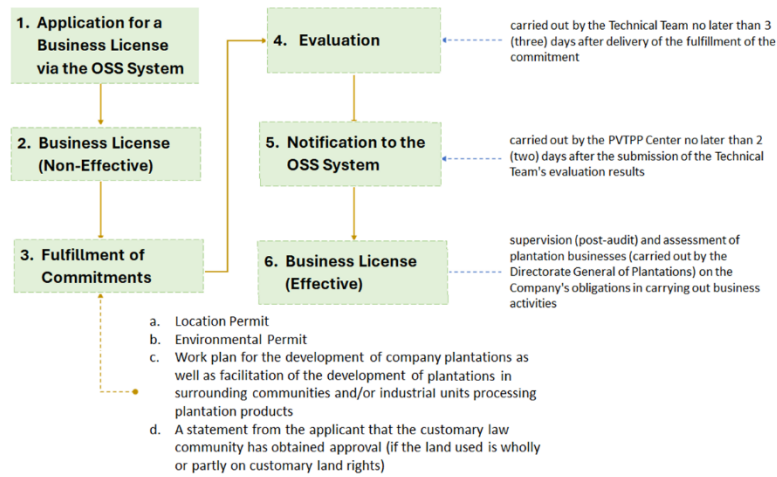 1. Application for a
Business License
via the OSS System
2. Business License
(Non-Effective)
3. Fulfillment of
Commitments
4. Evaluation
carried out by the Technical Team no later than 3
(three) days after delivery of the fulfillment of the
commitment
5. Notification to the
OSS System
carried out by the PVTPP Center no later than 2
(two) days after the submission of the Technical
Team's evaluation results
6. Business License
(Effective)
supervision (post-audit) and assessment of
plantation businesses (carried out by the
Directorate General of Plantations) on the
Company's obligations in carrying out business
activities
a. Location Permit
b. Environmental Permit
c. Work plan for the development of company plantations as
well as facilitation of the development of plantations in
surrounding communities and/or industrial units processing
plantation products
d. A statement from the applicant that the customary law
community has obtained approval (if the land used is wholly
or partly on customary land rights)